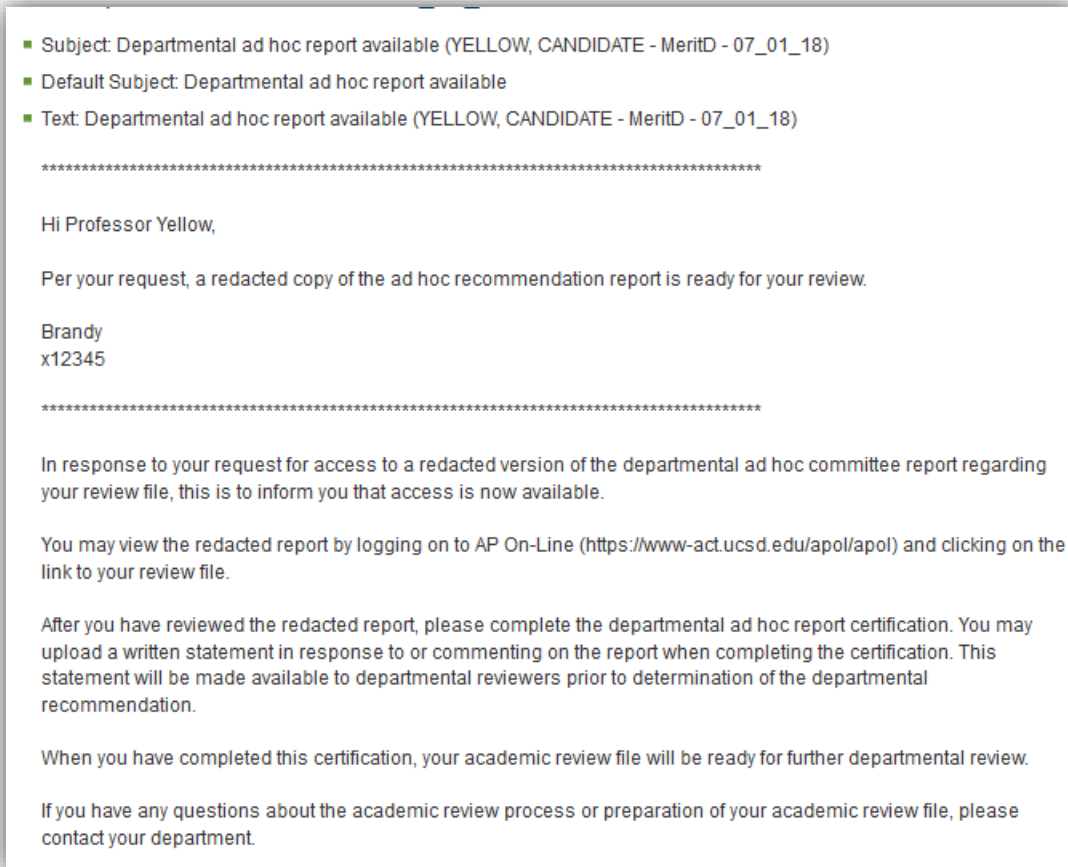 Subject: Departmental ad hoc report available (YELLOW, CANDIDATE - MeritD - 07_01_18)
Default Subject: Departmental ad hoc report available
Text: Departmental ad hoc report available (YELLOW, CANDIDATE - MeritD - 07_01_18)
******************************************************************************************
Hi Professor Yellow,
Per your request, a redacted copy of the ad hoc recommendation report is ready for your review.
Brandy
x12345
******************************************************************************************
In response to your request for access to a redacted version of the departmental ad hoc committee report regarding
your review file, this is to inform you that access is now available.
You may view the redacted report by logging on to AP On-Line (https://www-act.ucsd.edu/apol/apol) and clicking on the
link to your review file.
After you have reviewed the redacted report, please complete the departmental ad hoc report certification. You may
upload a written statement in response to or commenting on the report when completing the certification. This
statement will be made available to departmental reviewers prior to determination of the departmental
recommendation.
When you have completed this certification, your academic review file will be ready for further departmental review.
If you have any questions about the academic review process or preparation of your academic review file, please
contact your department.